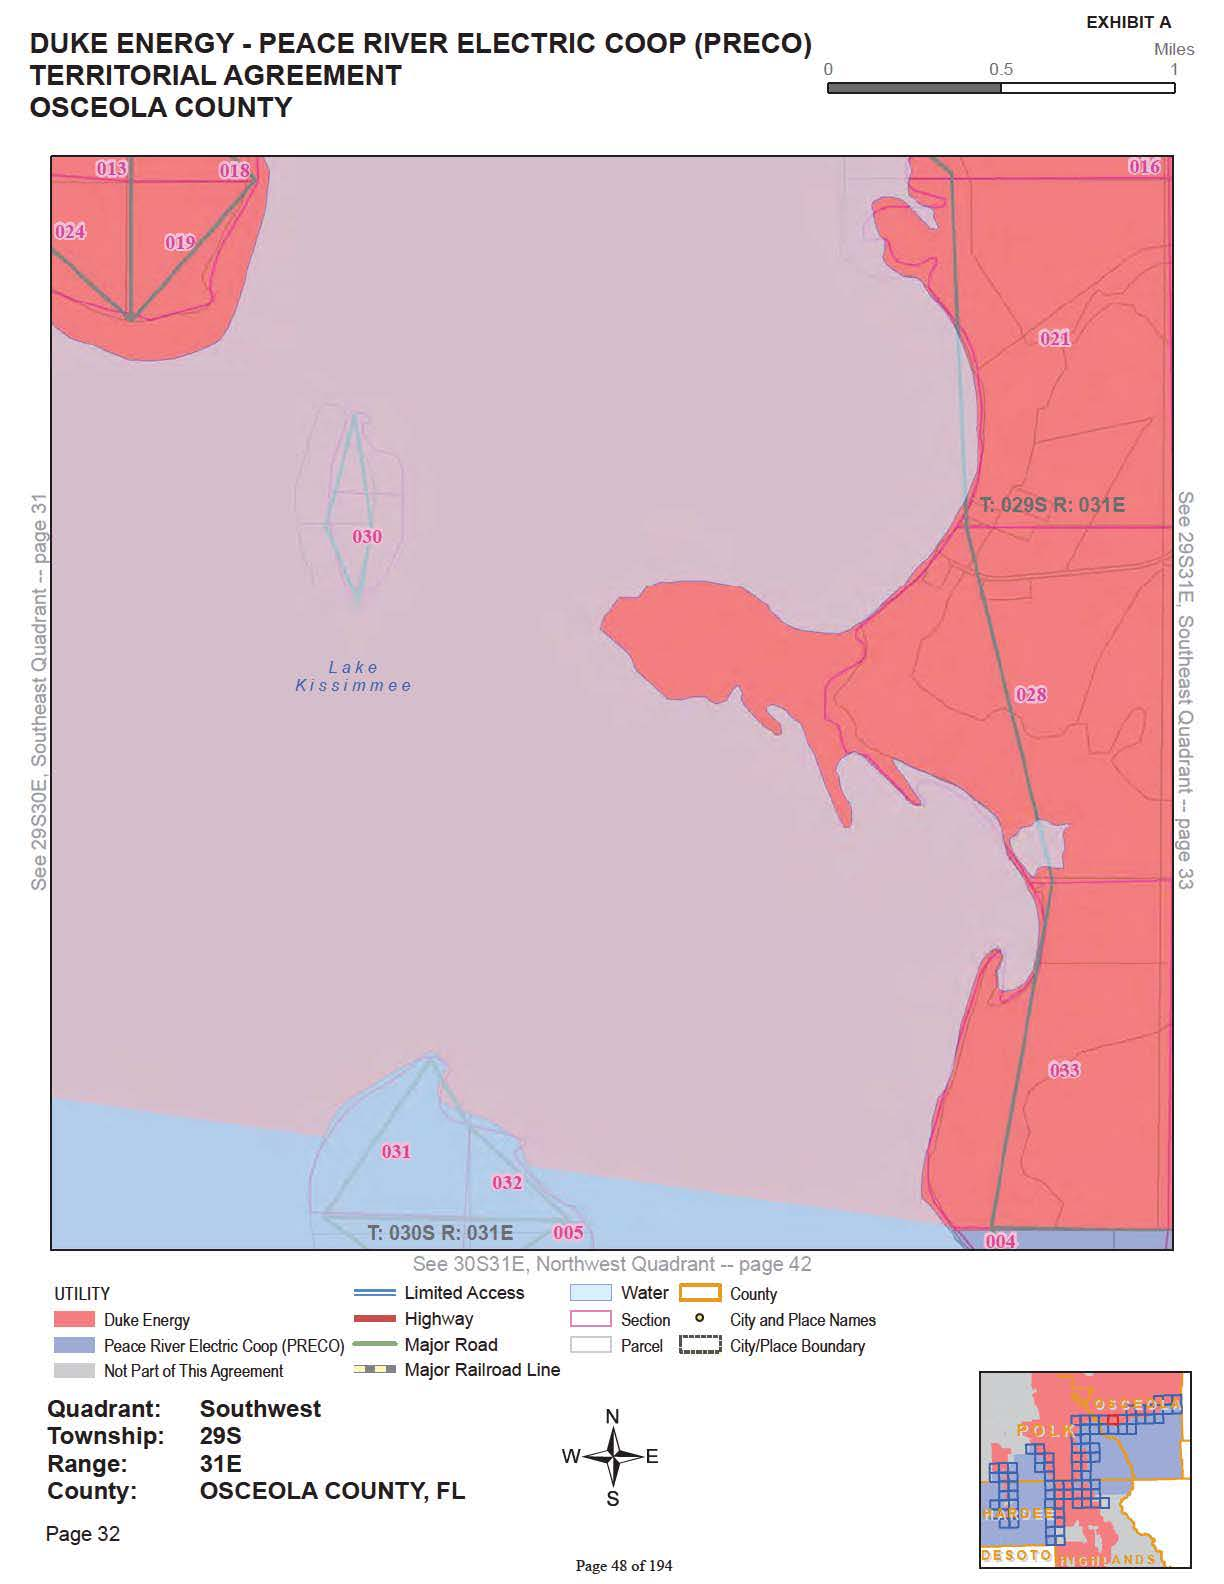 EXHIBIT A
DUKE ENERGY - PEACE RIVER ELECTRIC COOP (PRECO)
TERRITORIAL AGREEMENT
OSCEOLA COUNTY
Miles
0 0.5 1
013
018
016
024
019
021
See 29S30E, Southeast Quadrant -- page 31
See 29S31E, Southeast Quadrant -- page 33
T: 029S R: 031E
030
Lake
Kissimmee
028
033
031
032
T: 030S R: 031E
005
004
See 30S31E, Northwest Quadrant -- page 42
UTILITY
Duke Energy
Peace River Electric Coop (PRECO)
Not Part of This Agreement
Limited Access
Highway
Major Road
Major Railroad Line
Water
Section
Parcel
County
City and Place Names
City/Place Boundary
Quadrant: Southwest
Township: 29S
Range: 31E
County: OSCEOLA COUNTY, FL
Page 32
N
W E
S
OSCEOLA
POLK
HARDEE
DESOTO
HIGHLANDS
Page 48 of 194